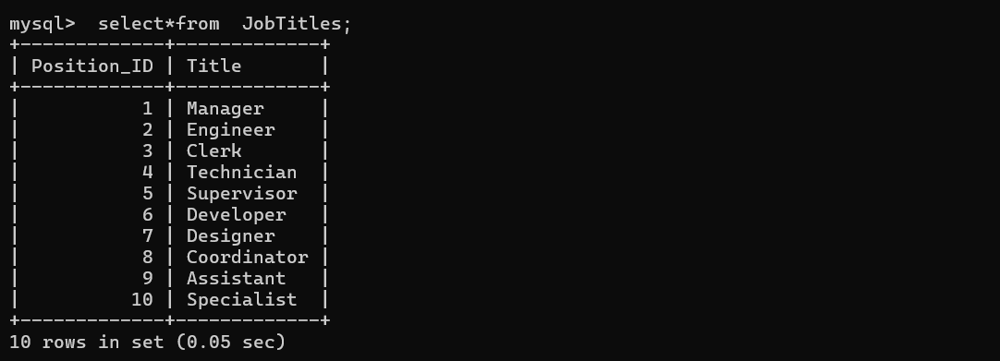 mysql>  select*from  JobTitles;
+-------------+-------------+
| Position_ID | Title       |
+-------------+-------------+
|           1 | Manager     |
|           2 | Engineer    |
|           3 | Clerk       |
|           4 | Technician  |
|           5 | Supervisor  |
|           6 | Developer   |
|           7 | Designer    |
|           8 | Coordinator |
|           9 | Assistant   |
|          10 | Specialist  |
+-------------+-------------+
10 rows in set (0.05 sec)